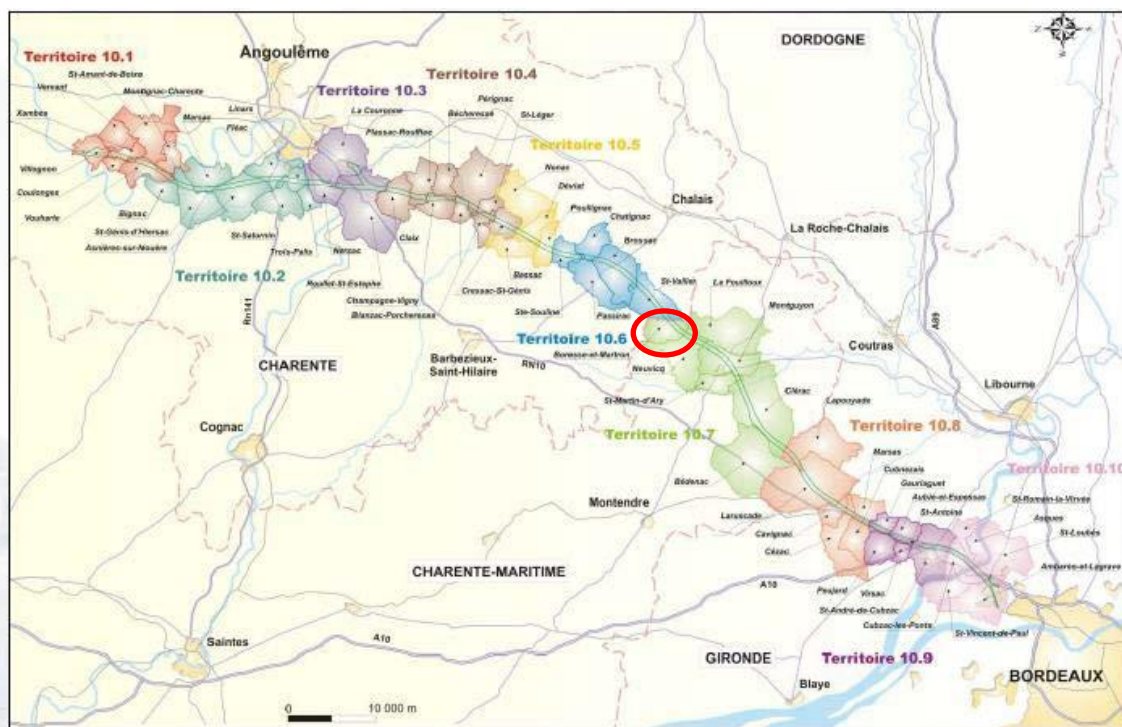 DORDOGNE
Angoulême
Territoire 10.1
St-Amant-de-Boixe
Montignac-Charente
Vervant
Xambes
Marsac
Linars
Fléac
Territoire 10.3
Territoire 10.4
La Couronne
Plassac-Rouffiac
Bécheresse
Pérignac
St-Léger
Territoire 10.5
Nonac
Déviat
Poullignac
Chatignac
Brossac
Chalais
La Roche-Chalais
Villognon
Coulonges
Vouharte
Bignac
St-Génis-d'Hiersac
Asnières-sur-Nouère
St-Saturnin
Trois-Palis
Nersac
Claix
Territoire 10.2
Roullet-St-Estèphe
Champagne-Vigny
Blanzac-Porcheresse
Bessac
Cressac-St-Génis
Ste-Souline
Passirac
St-Vallier
Le Fouilloux
Montguyon
Rn141
A89
Coutras
Territoire 10.6
Boresse-et-Martron
Neuvicq
CHARENTE
Barbezieux-
Saint-Hilaire
RN10
St-Martin-d'Ary
Clérac
Lapouyade
Libourne
Cognac
Territoire 10.7
Territoire 10.8
Marsas
Cubnezais
Gauriaguet
Aubie-et-Espessas
St-Antoine
Territoire 10.10
St-Romain-la-Virvée
Asques
St-Loubès
Ambarès-et-Lagrave
Bédenac
Montendre
Laruscade
Cavignac
Cézac
CHARENTE-MARITIME
A10
Peujard
Virsac
St-André-de-Cubzac
Cubzac-les-Ponts
St-Vincent-de-Paul
Saintes
A10
GIRONDE
Territoire 10.9
BORDEAUX
Blaye
0
10 000 m